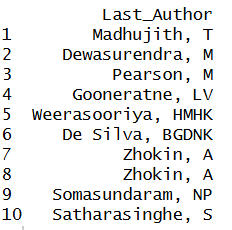 Last_Author
1 Madhujith, T
2 Dewasurendra, M
3 Pearson, M
4 Gooneratne, LV
5 Weerasooriya, HMHK
6 De Silva, BGDNK
7 Zhokin, A
8 Zhokin, A
9 Somasundaram, NP
10 Satharasinghe, S